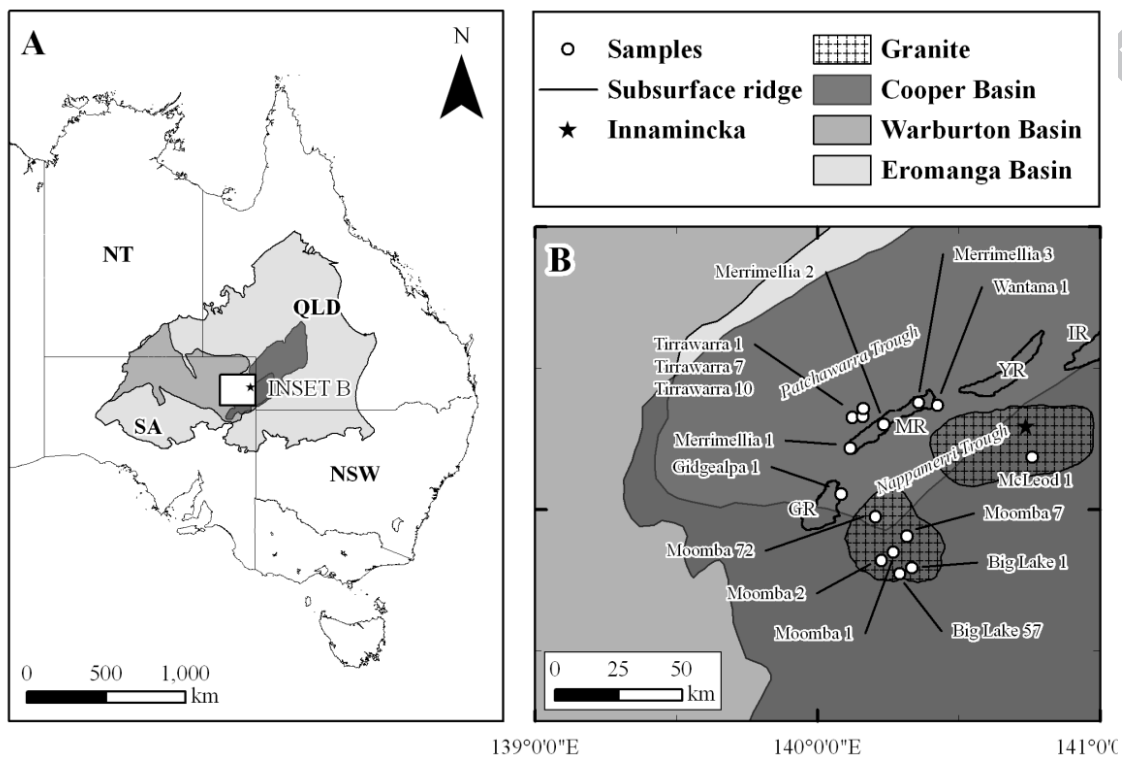 A
N
NT
QLD
INSET B
SA
NSW
0 500 1,000
km
Samples
Subsurface ridge
Innamincka
Granite
Cooper Basin
Warburton Basin
Eromanga Basin
B
Merrimellia 2
Merrimellia 3
Wantana 1
Tirrawarra 1
Tirrawarra 7
Tirrawarra 10
Patchawarra Trough
IR
YR
MR
Merrimellia 1
Gidgealpa 1
Nappamerri Trough
McLeod 1
GR
Moomba 7
Moomba 72
Big Lake 1
Moomba 2
Moomba 1
Big Lake 57
0 25 50
km
139°0'0"E
140°0'0"E
141°0'0